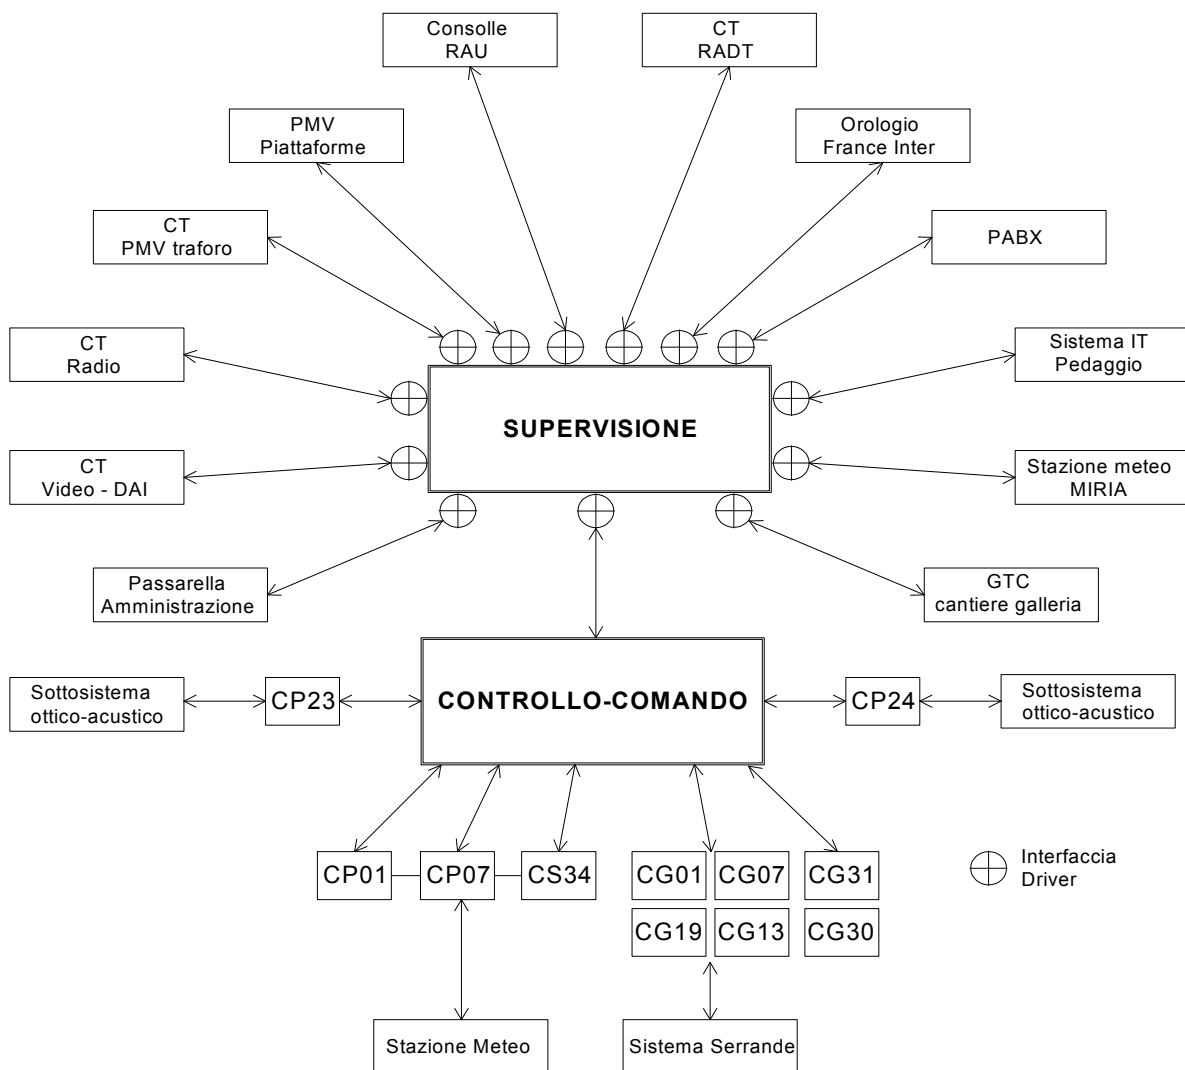 Consolle
RAU
CT
RADT
PMV
Piattaforme
Orologio
France Inter
CT
PMV traforo
PABX
CT
Radio
Sistema IT
Pedaggio
SUPERVISIONE
CT
Video - DAI
Stazione meteo
MIRIA
Passarella
Amministrazione
GTC
cantiere galleria
Sottosistema
ottico-acustico
CP23
CONTROLLO-COMANDO
CP24
Sottosistema
ottico-acustico
CP01
CP07
CS34
CG01
CG07
CG31
Interfaccia
Driver
CG19
CG13
CG30
Stazione Meteo
Sistema Serrande